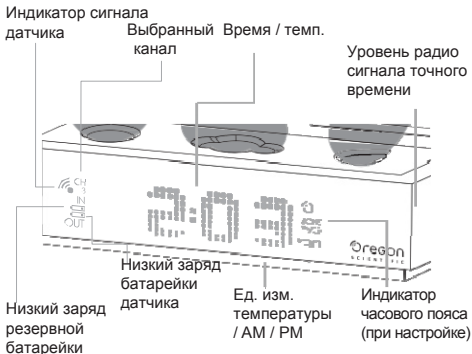 Индикатор сигнала
датчика
Выбранный
канал
Время / темп.
Уровень радио
сигнала точного
времени
CH
IN
OUT
Oregon
SCIENTIFIC
Низкий заряд
резервной
батарейки
Низкий заряд
батарейки
датчика
Ед. изм.
температуры
/ AM / PM
Индикатор
часового пояса
(при настройке)